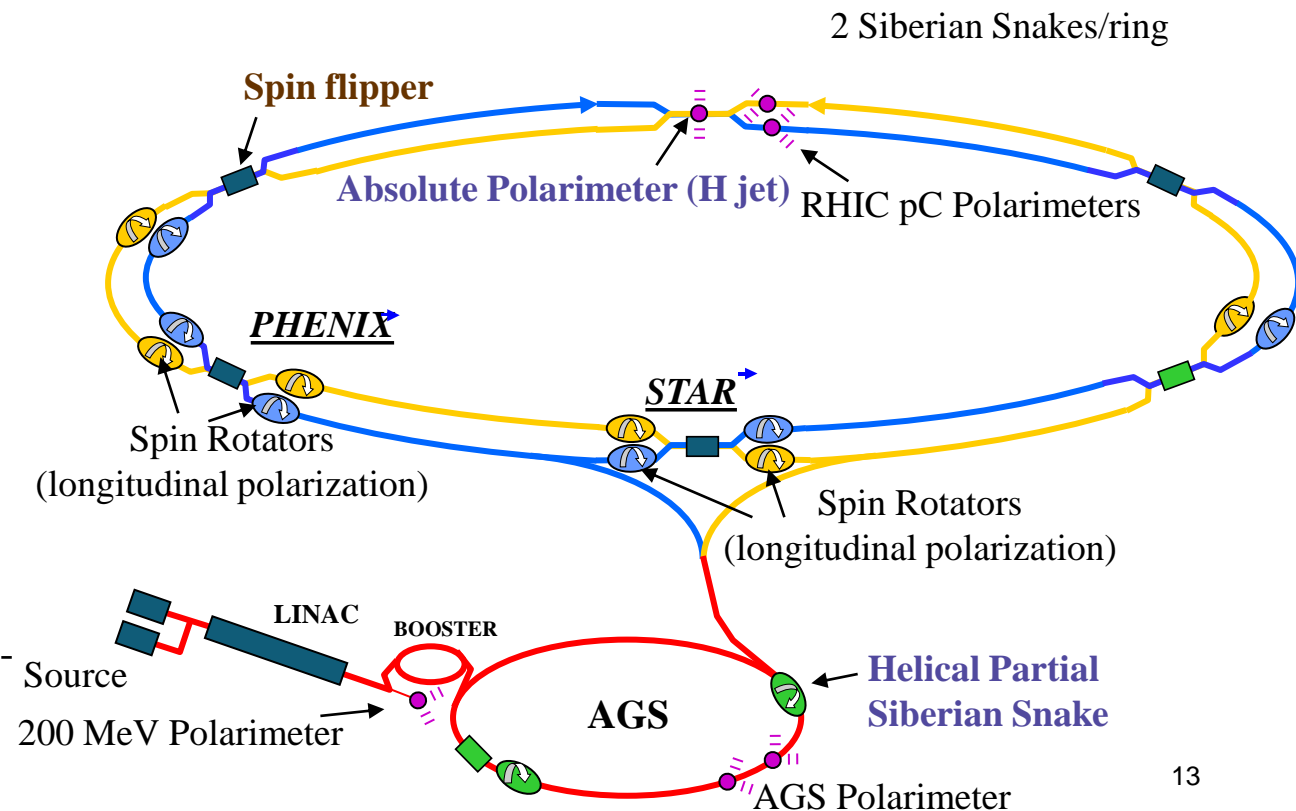 2 Siberian Snakes/ring
Spin flipper
Absolute Polarimeter (H jet)
RHIC pC Polarimeters
PHENIX
STAR
Spin Rotators
(longitudinal polarization)
Spin Rotators
(longitudinal polarization)
LINAC
BOOSTER
- Source
200 MeV Polarimeter
AGS
Helical Partial
Siberian Snake
AGS Polarimeter
13